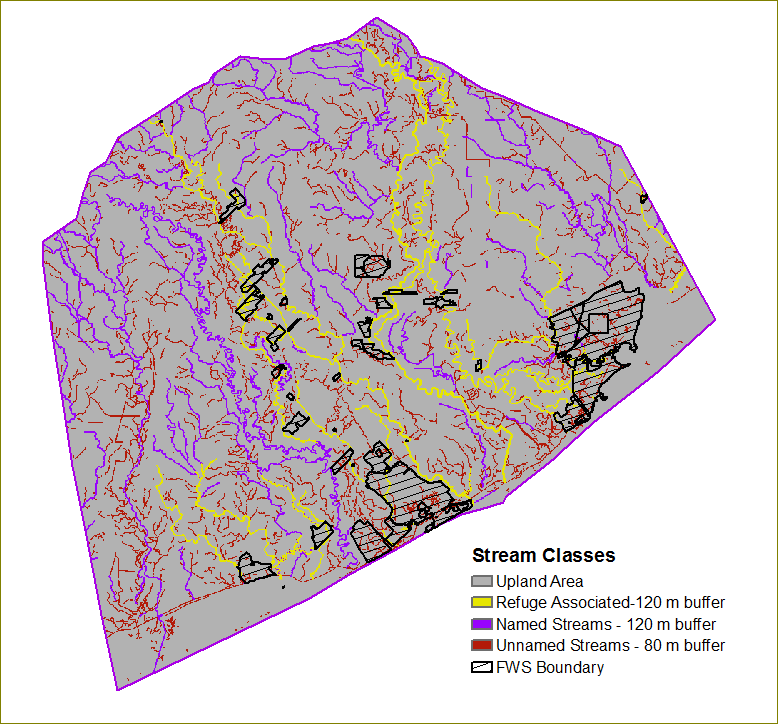 Stream Classes
Upland Area
Refuge Associated-120 m buffer
Named Streams - 120 m buffer
Unnamed Streams - 80 m buffer
FWS Boundary